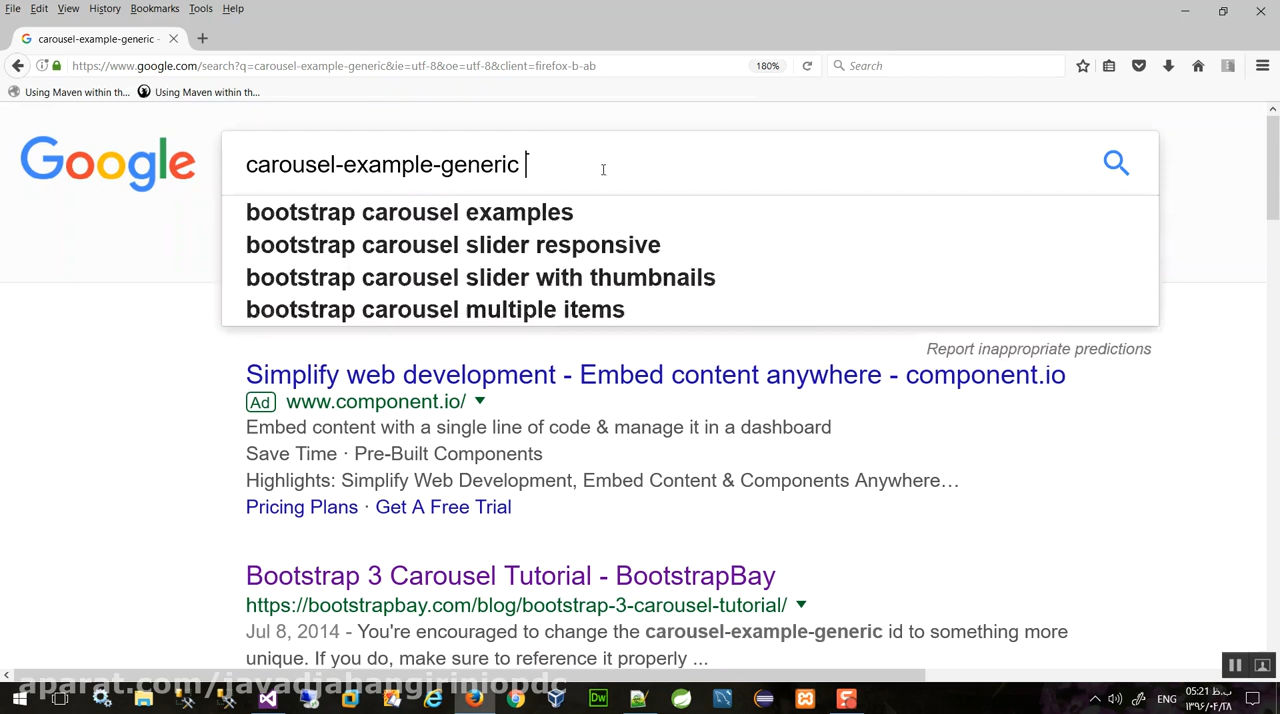 File Edit View History Bookmarks Tools Help
carousel-example-generic -
https://www.google.com/search?q=carousel-example-generic&ie=utf-8&oe=utf-8&client=firefox-b-ab 180% Search
Using Maven within th... Using Maven within th...
Google
carousel-example-generic
bootstrap carousel examples
bootstrap carousel slider responsive
bootstrap carousel slider with thumbnails
bootstrap carousel multiple items
Report inappropriate predictions
Simplify web development - Embed content anywhere - component.io
Ad www.component.io/
Embed content with a single line of code & manage it in a dashboard
Save Time · Pre-Built Components
Highlights: Simplify Web Development, Embed Content & Components Anywhere…
Pricing Plans · Get A Free Trial
Bootstrap 3 Carousel Tutorial - BootstrapBay
https://bootstrapbay.com/blog/bootstrap-3-carousel-tutorial/
Jul 8, 2014 - You're encouraged to change the carousel-example-generic id to something more
unique. If you do, make sure to reference it properly ...
aparat.com/javadjahangiriniopdc
Dw
ENG
05:21 ب.ظ
۱۳۹۶/۰۴/۲۸